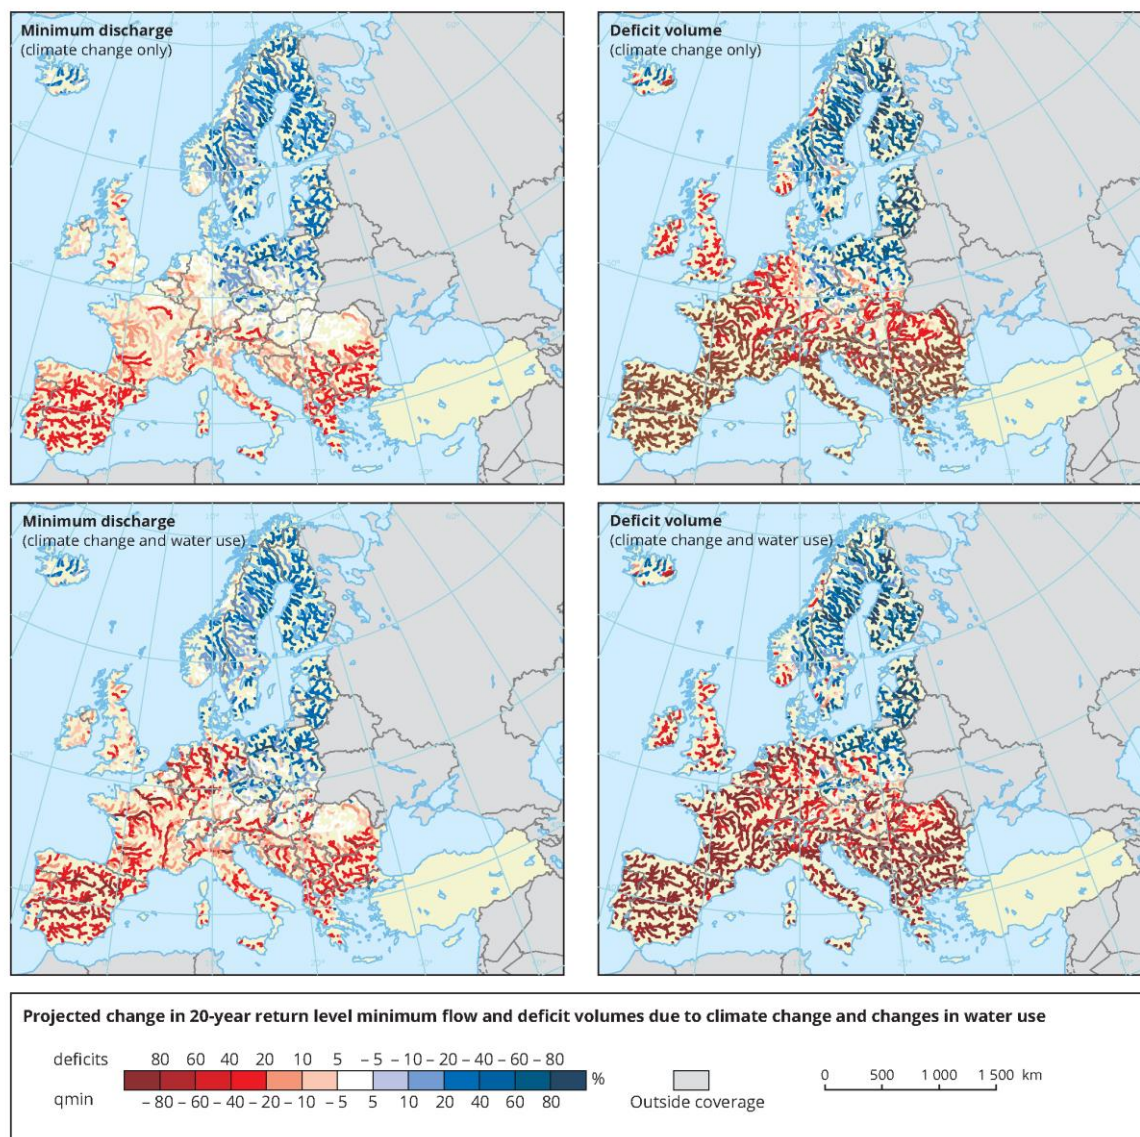 Minimum discharge
(climate change only)
Deficit volume
(climate change only)
Minimum discharge
(climate change and water use)
Deficit volume
(climate change and water use)
Projected change in 20-year return level minimum flow and deficit volumes due to climate change and changes in water use
deficits 80 60 40 20 10 5 – 5 – 10 – 20 – 40 – 60 – 80
%
qmin – 80 – 60 – 40 – 20 – 10 – 5 5 10 20 40 60 80
Outside coverage
0 500 1 000 1 500 km